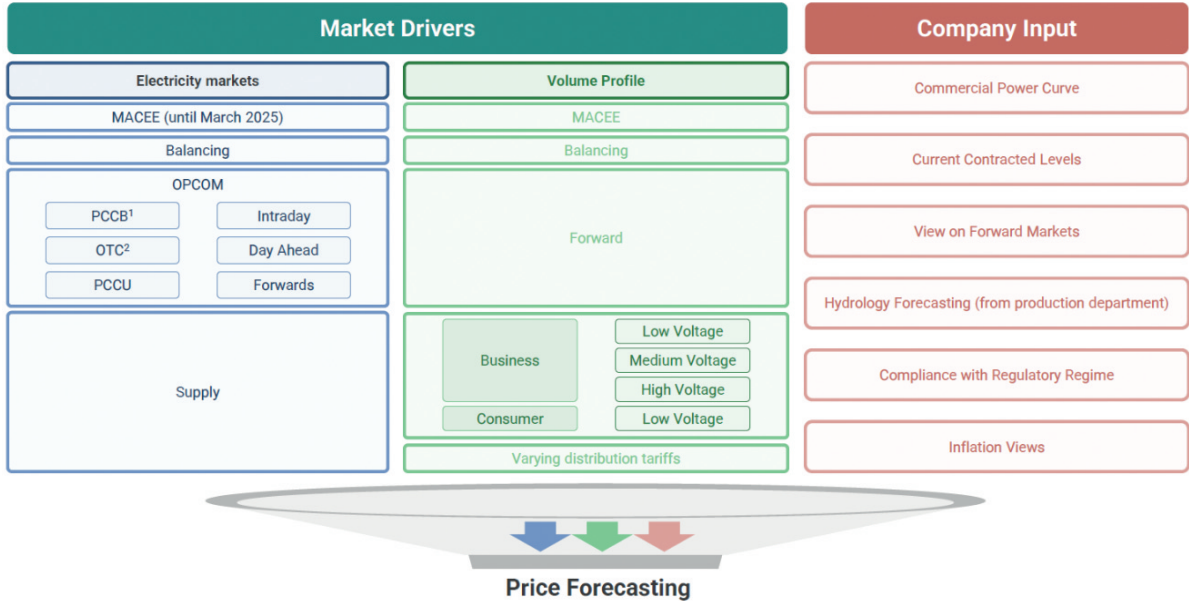 Market Drivers
Electricity markets
MACEE (until March 2025)
Balancing
OPCOM
PCCB¹
Intraday
OTC²
Day Ahead
PCCU
Forwards
Supply
Volume Profile
MACEE
Balancing
Forward
Business
Low Voltage
Medium Voltage
High Voltage
Consumer
Low Voltage
Varying distribution tariffs
Company Input
Commercial Power Curve
Current Contracted Levels
View on Forward Markets
Hydrology Forecasting (from production department)
Compliance with Regulatory Regime
Inflation Views
Price Forecasting